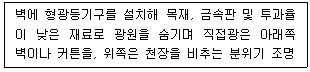 벽에 형광등기구를 설치해 목재, 금속판 및 투과율
이 낮은 재료로 광원을 숨기며 직접광은 아래쪽
벽이나 커튼을, 위쪽은 천장을 비추는 분위기 조명